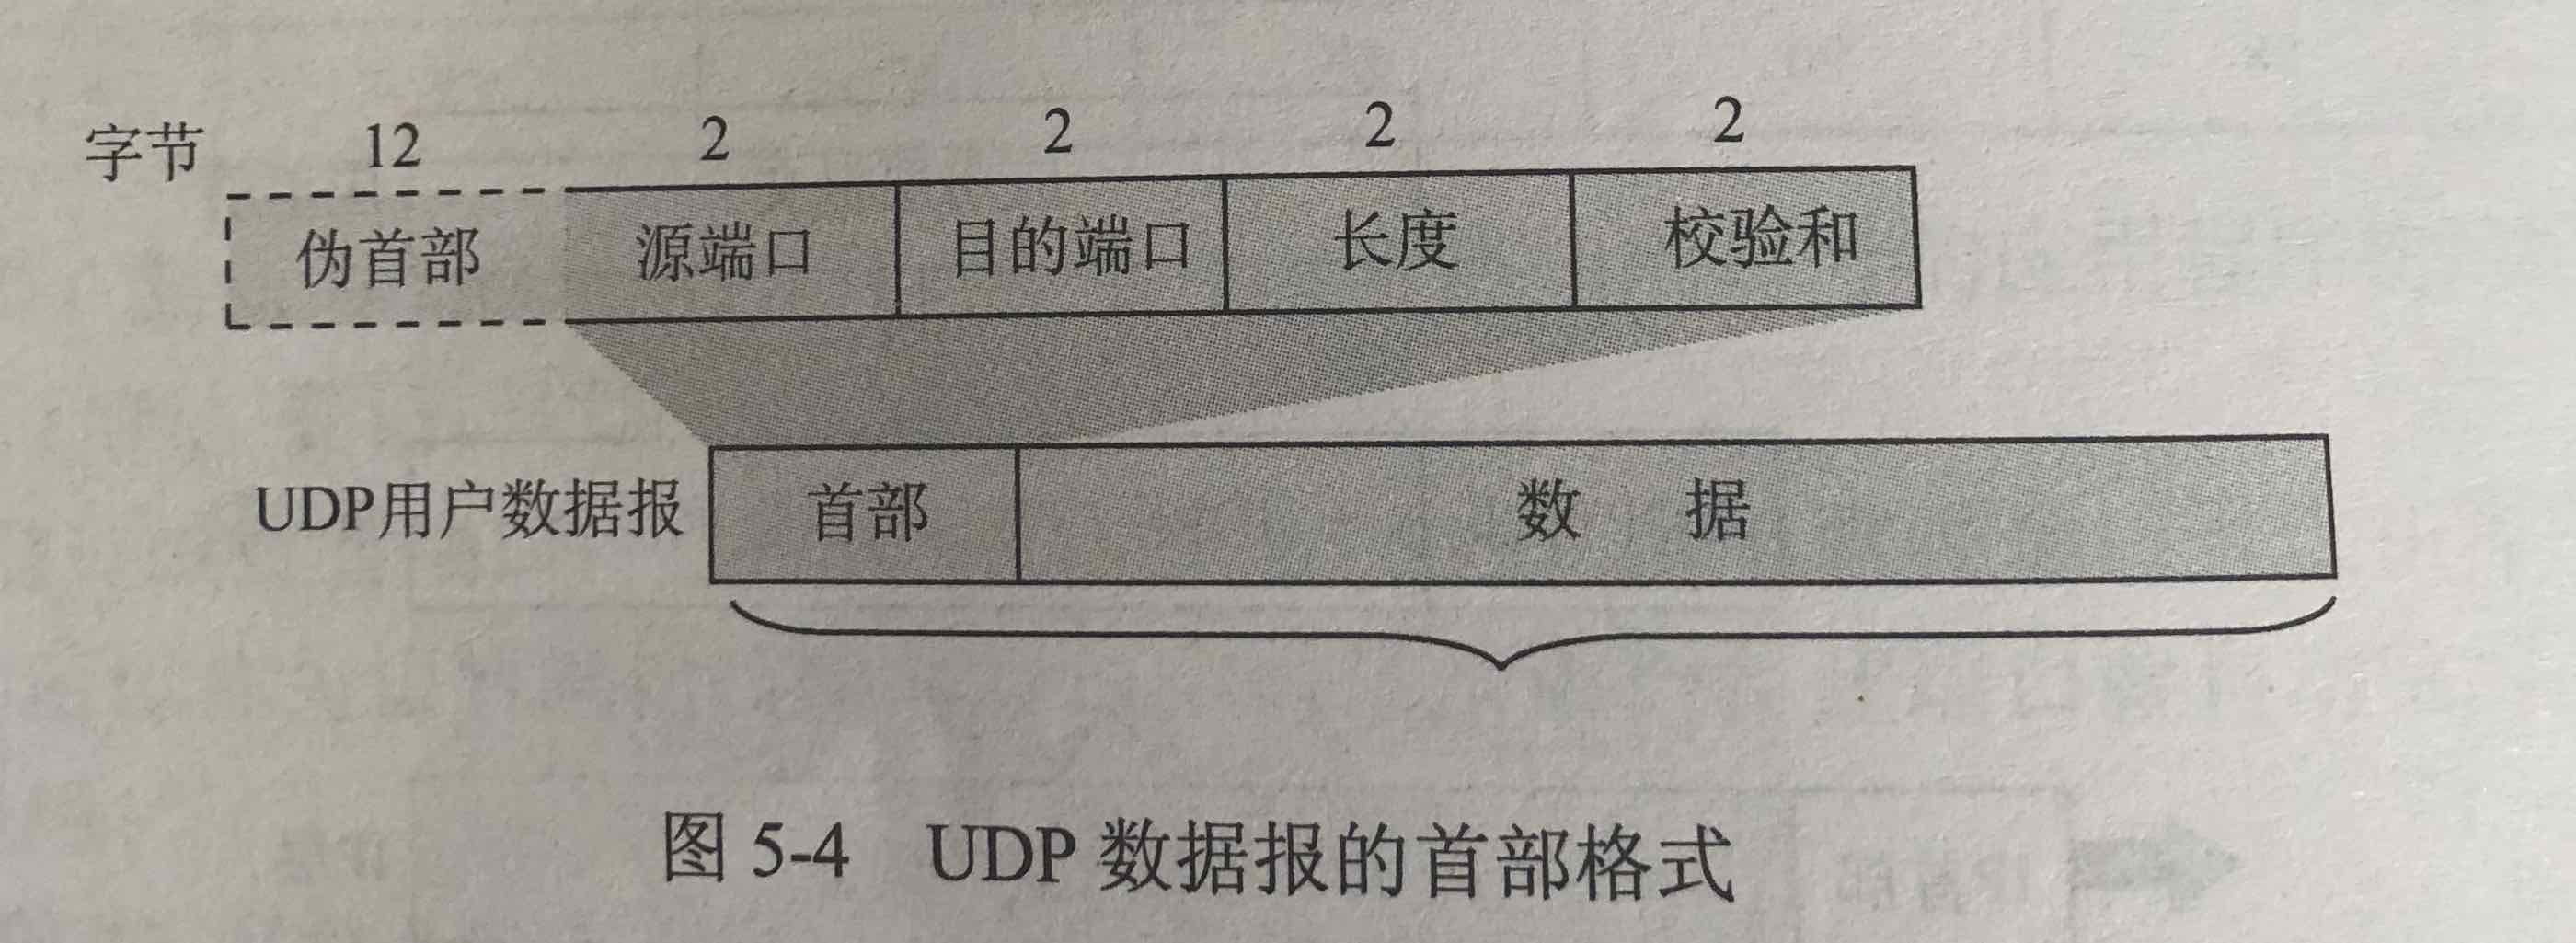 字节 12 2 2 2 2
伪首部 源端口 目的端口 长度 校验和
UDP用户数据报 首部 数 据
图 5-4 UDP 数据报的首部格式